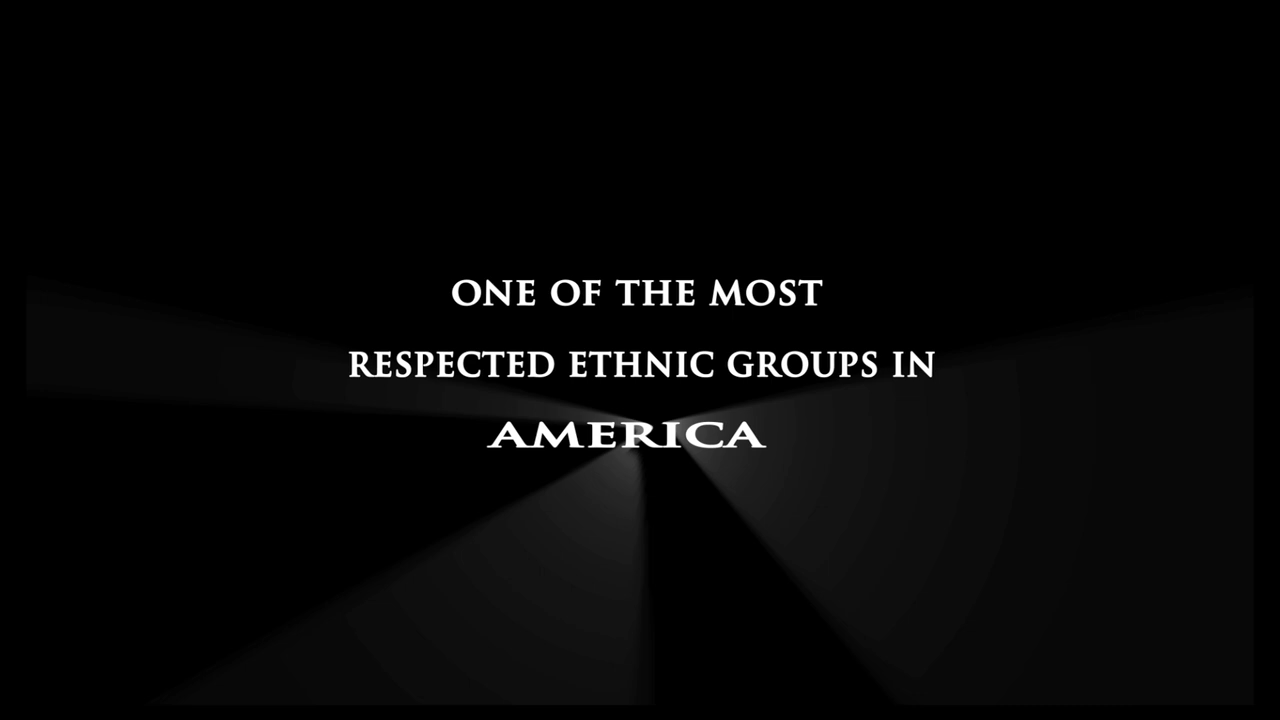 ONE OF THE MOST
RESPECTED ETHNIC GROUPS IN
AMERICA